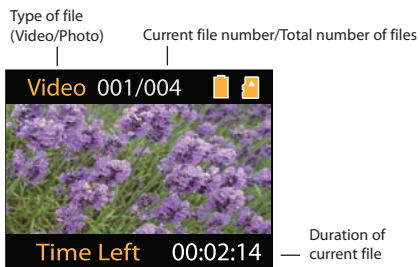 Type of file
(Video/Photo)
Current file number/Total number of files
Video 001/004
Time Left 00:02:14
Duration of
current file